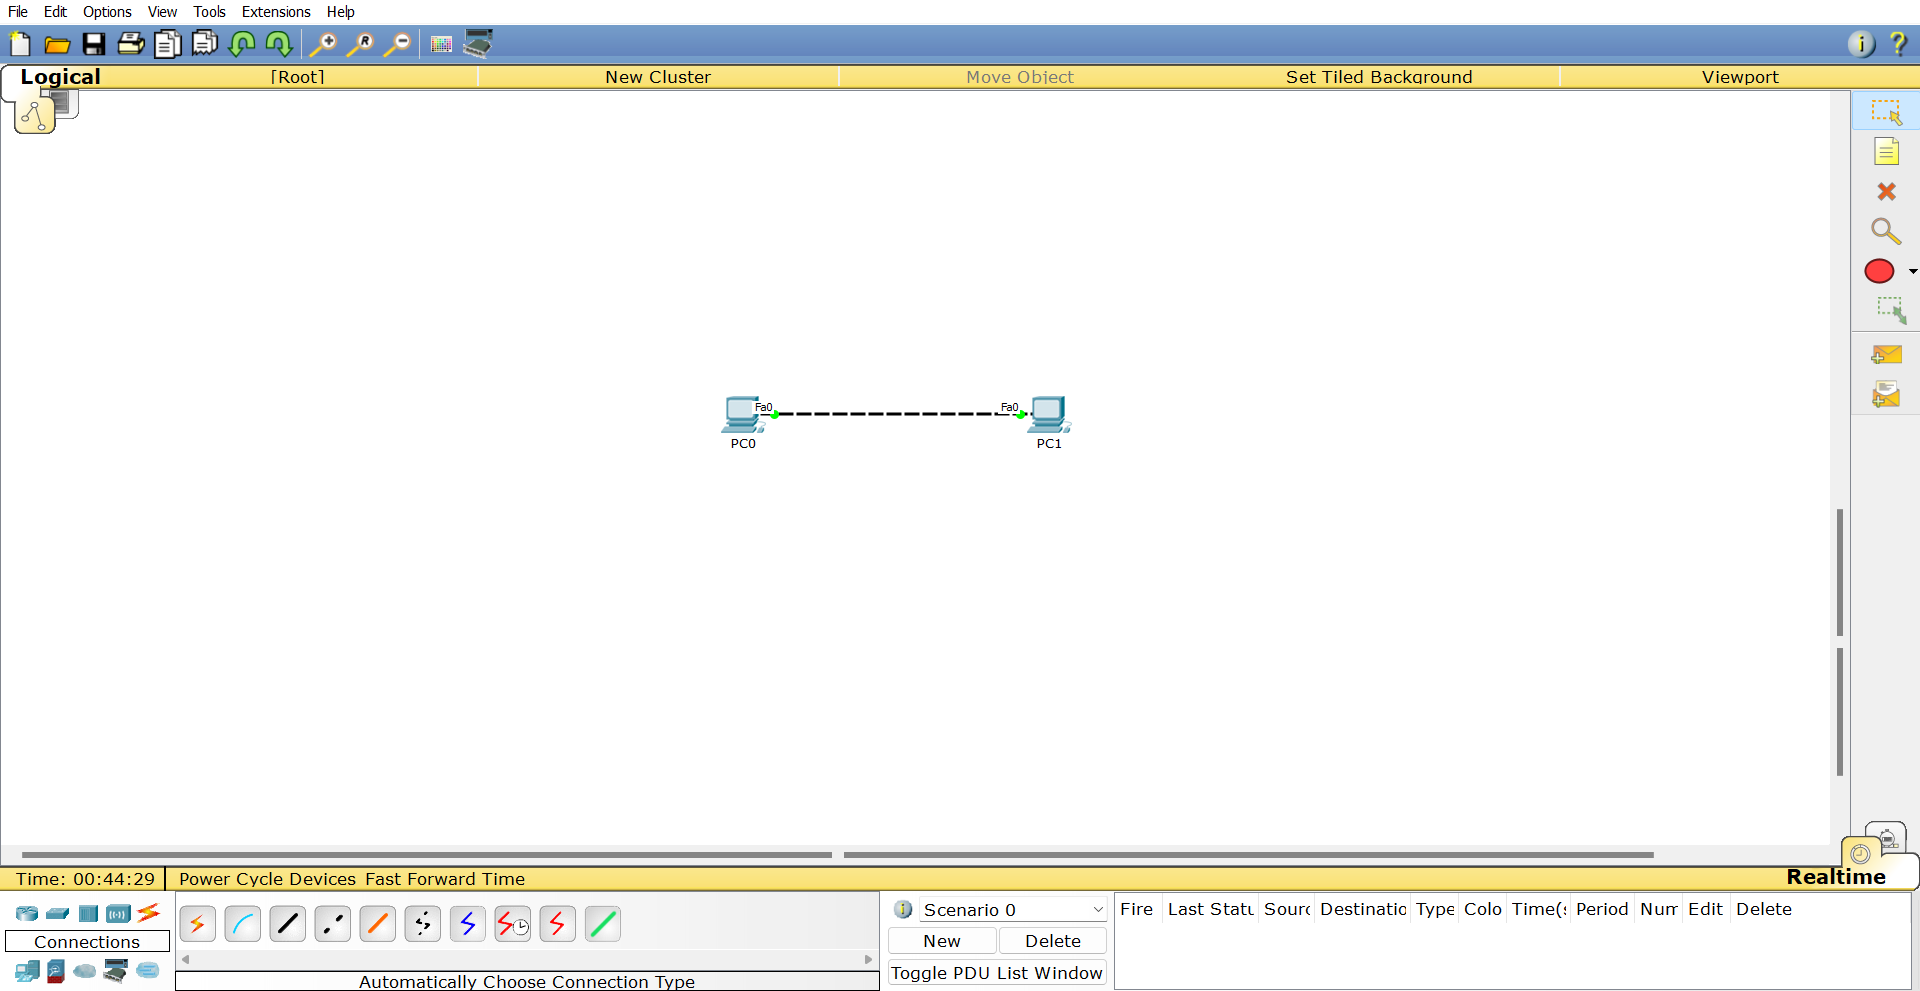 File Edit Options View Tools Extensions Help
Logical [Root] New Cluster Move Object Set Tiled Background Viewport
Fa0 Fa0
PC0 PC1
Time: 00:44:29 Power Cycle Devices Fast Forward Time Realtime
Scenario 0 Fire Last Statu Sourc Destinatio Type Colo Time(s Period Num Edit Delete
Connections New Delete
Toggle PDU List Window
Automatically Choose Connection Type